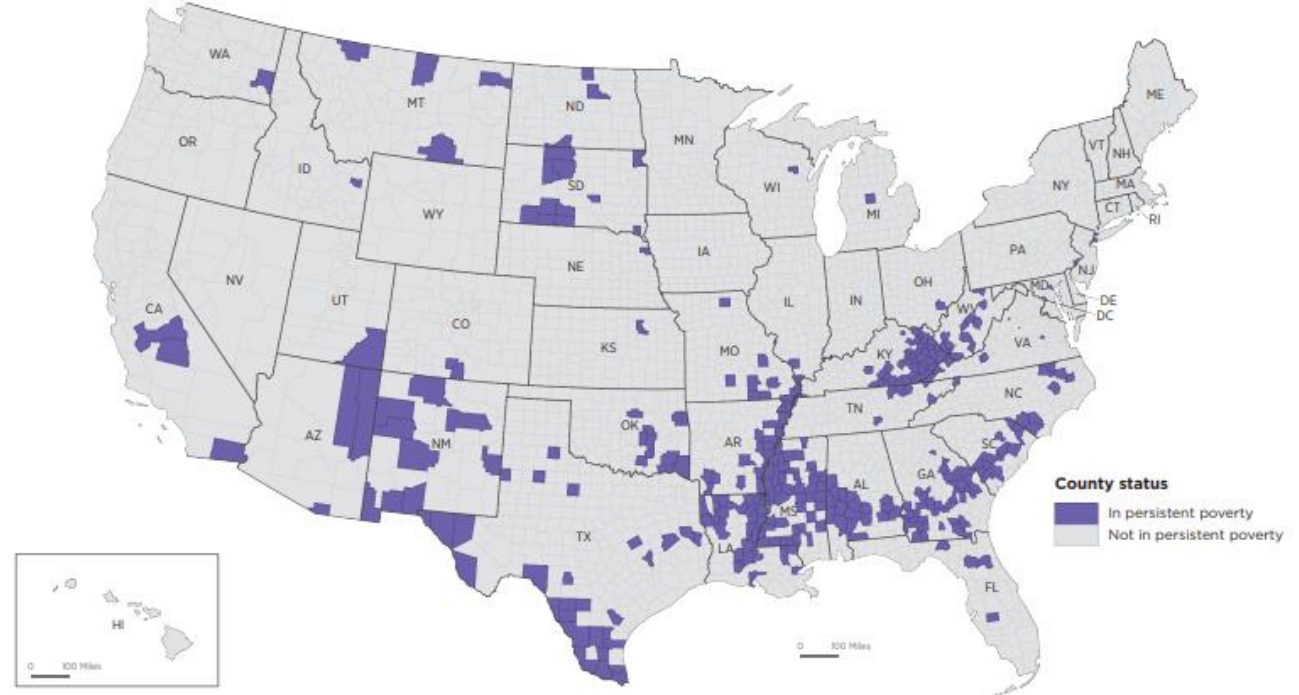 WA
MT
ND
MN
ME
OR
ID
SD
WI
MI
VT
NH
NY
MA
CT
RI
WY
NE
IA
PA
NJ
NV
UT
CO
CA
KS
MO
IL
IN
OH
MD
DE
DC
WV
VA
KY
AZ
NM
OK
AR
TN
NC
SC
TX
LA
MS
AL
GA
FL
County status
In persistent poverty
Not in persistent poverty
HI
0 100 Miles
0 100 Miles